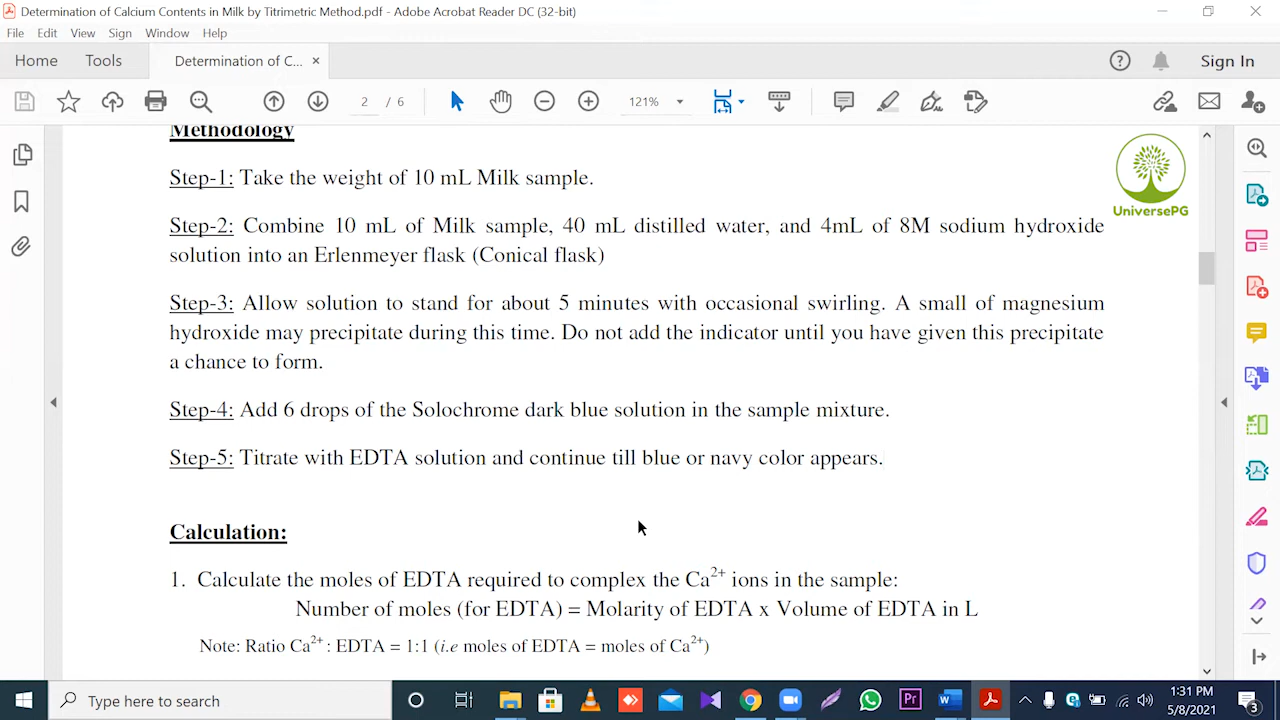 Determination of Calcium Contents in Milk by Titrimetric Method.pdf - Adobe Acrobat Reader DC (32-bit)
File Edit View Sign Window Help
Home Tools Determination of C... × Sign In
2 / 6 121%
Methodology
Step-1: Take the weight of 10 mL Milk sample.
UniversePG
Step-2: Combine 10 mL of Milk sample, 40 mL distilled water, and 4mL of 8M sodium hydroxide
solution into an Erlenmeyer flask (Conical flask)
Step-3: Allow solution to stand for about 5 minutes with occasional swirling. A small of magnesium
hydroxide may precipitate during this time. Do not add the indicator until you have given this precipitate
a chance to form.
Step-4: Add 6 drops of the Solochrome dark blue solution in the sample mixture.
Step-5: Titrate with EDTA solution and continue till blue or navy color appears.
Calculation:
1. Calculate the moles of EDTA required to complex the Ca²⁺ ions in the sample:
Number of moles (for EDTA) = Molarity of EDTA x Volume of EDTA in L
Note: Ratio Ca²⁺ : EDTA = 1:1 (i.e moles of EDTA = moles of Ca²⁺)
Type here to search
1:31 PM
5/8/2021
3